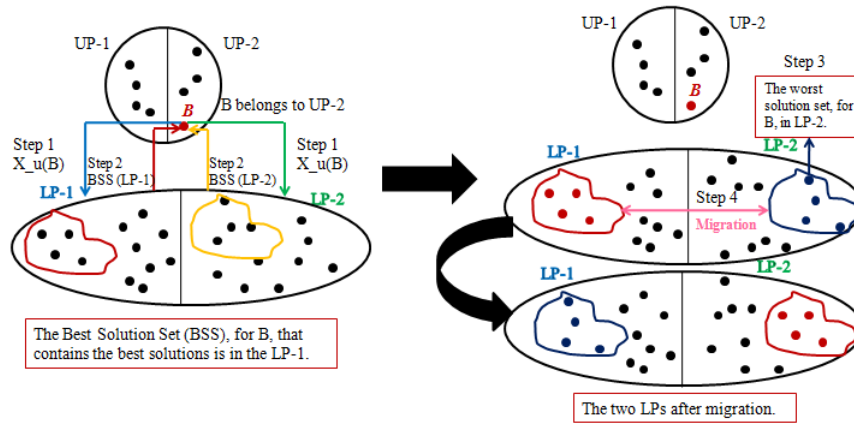 UP-1
UP-2
B
B belongs to UP-2
Step 1
X_u(B)
Step 2
BSS (LP-1)
Step 2
BSS (LP-2)
Step 1
X_u(B)
LP-1
LP-2
The Best Solution Set (BSS), for B, that
contains the best solutions is in the LP-1.
UP-1
UP-2
B
Step 3
The worst
solution set, for
B, in LP-2.
LP-1
LP-2
Step 4
Migration
LP-1
LP-2
The two LPs after migration.